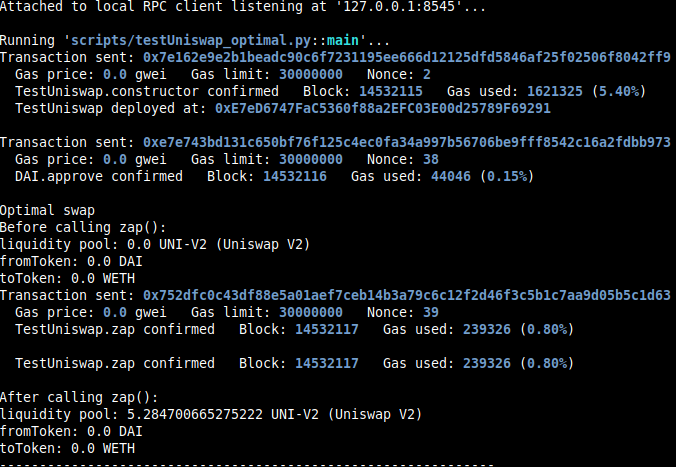 Attached to local RPC client listening at '127.0.0.1:8545'...
Running 'scripts/testUniswap_optimal.py::main'...
Transaction sent: 0x7e162e9e2b1beadc90c6f7231195ee666d12125dfd5846af25f02506f8042ff9
Gas price: 0.0 gwei   Gas limit: 30000000   Nonce: 2
TestUniswap.constructor confirmed   Block: 14532115   Gas used: 1621325 (5.40%)
TestUniswap deployed at: 0xE7eD6747FaC5360f88a2EFC03E00d25789F69291
Transaction sent: 0xe7e743bd131c650bf76f125c4ec0fa34a997b56706be9fff8542c16a2fdbb973
Gas price: 0.0 gwei   Gas limit: 30000000   Nonce: 38
DAI.approve confirmed   Block: 14532116   Gas used: 44046 (0.15%)
Optimal swap
Before calling zap():
liquidity pool: 0.0 UNI-V2 (Uniswap V2)
fromToken: 0.0 DAI
toToken: 0.0 WETH
Transaction sent: 0x752dfc0c43df88e5a01aef7ceb14b3a79c6c12f2d46f3c5b1c7aa9d05b5c1d63
Gas price: 0.0 gwei   Gas limit: 30000000   Nonce: 39
TestUniswap.zap confirmed   Block: 14532117   Gas used: 239326 (0.80%)
TestUniswap.zap confirmed   Block: 14532117   Gas used: 239326 (0.80%)
After calling zap():
liquidity pool: 5.284700665275222 UNI-V2 (Uniswap V2)
fromToken: 0.0 DAI
toToken: 0.0 WETH
--------------------------------------------------------------